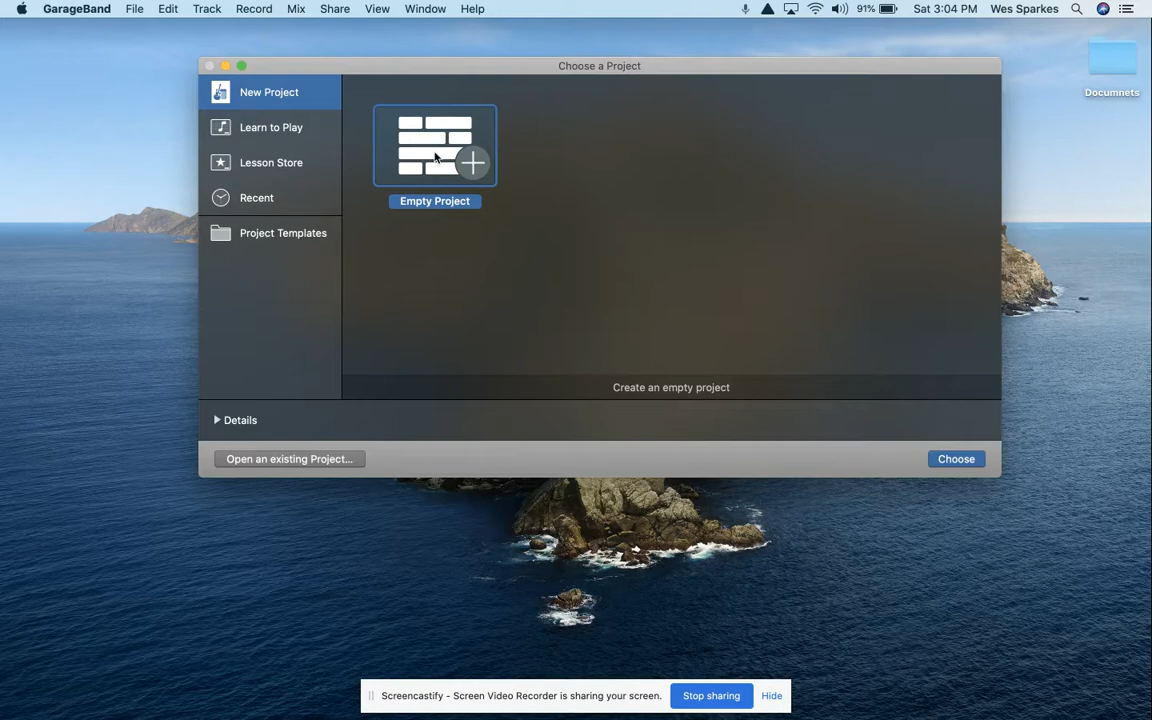 GarageBand File Edit Track Record Mix Share View Window Help 91% Sat 3:04 PM Wes Sparkes
Choose a Project
Documnets
New Project
Learn to Play
Lesson Store
Recent
Project Templates
Empty Project
Create an empty project
Details
Open an existing Project... Choose
Screencastify - Screen Video Recorder is sharing your screen. Stop sharing Hide